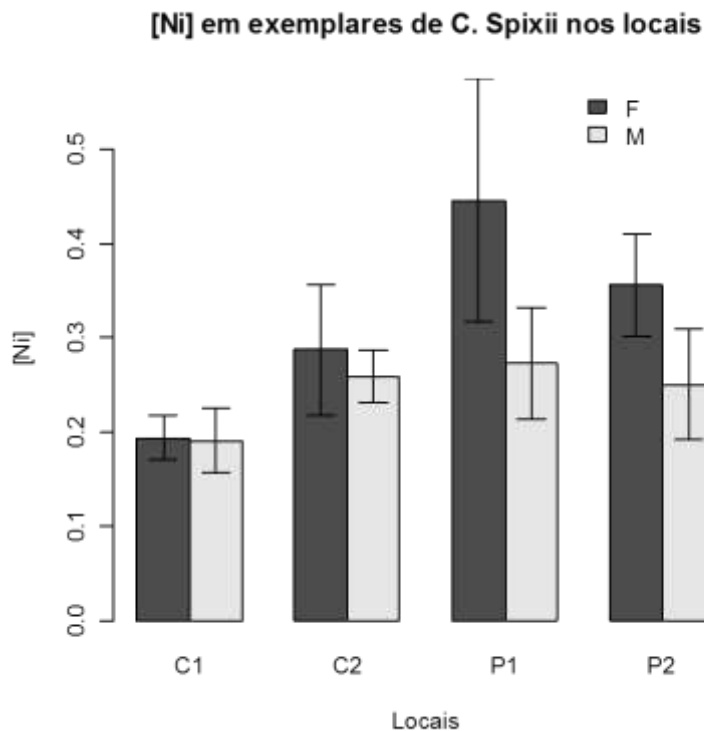 [Ni] em exemplares de C. Spixii nos locais
F
M
0.5
0.4
0.3
0.2
0.1
0.0
[Ni]
C1 C2 P1 P2
Locais